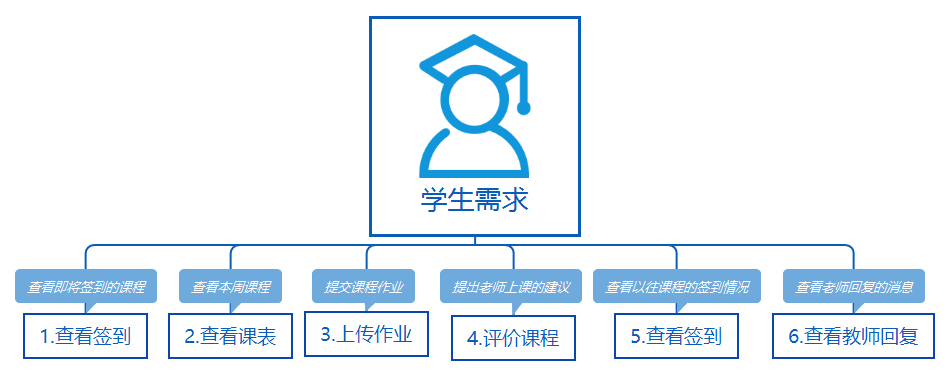 学生需求
查看即将签到的课程
查看本周课程
提交课程作业
提出老师上课的建议
查看以往课程的签到情况
查看老师回复的消息
1.查看签到
2.查看课表
3.上传作业
4.评价课程
5.查看签到
6.查看教师回复